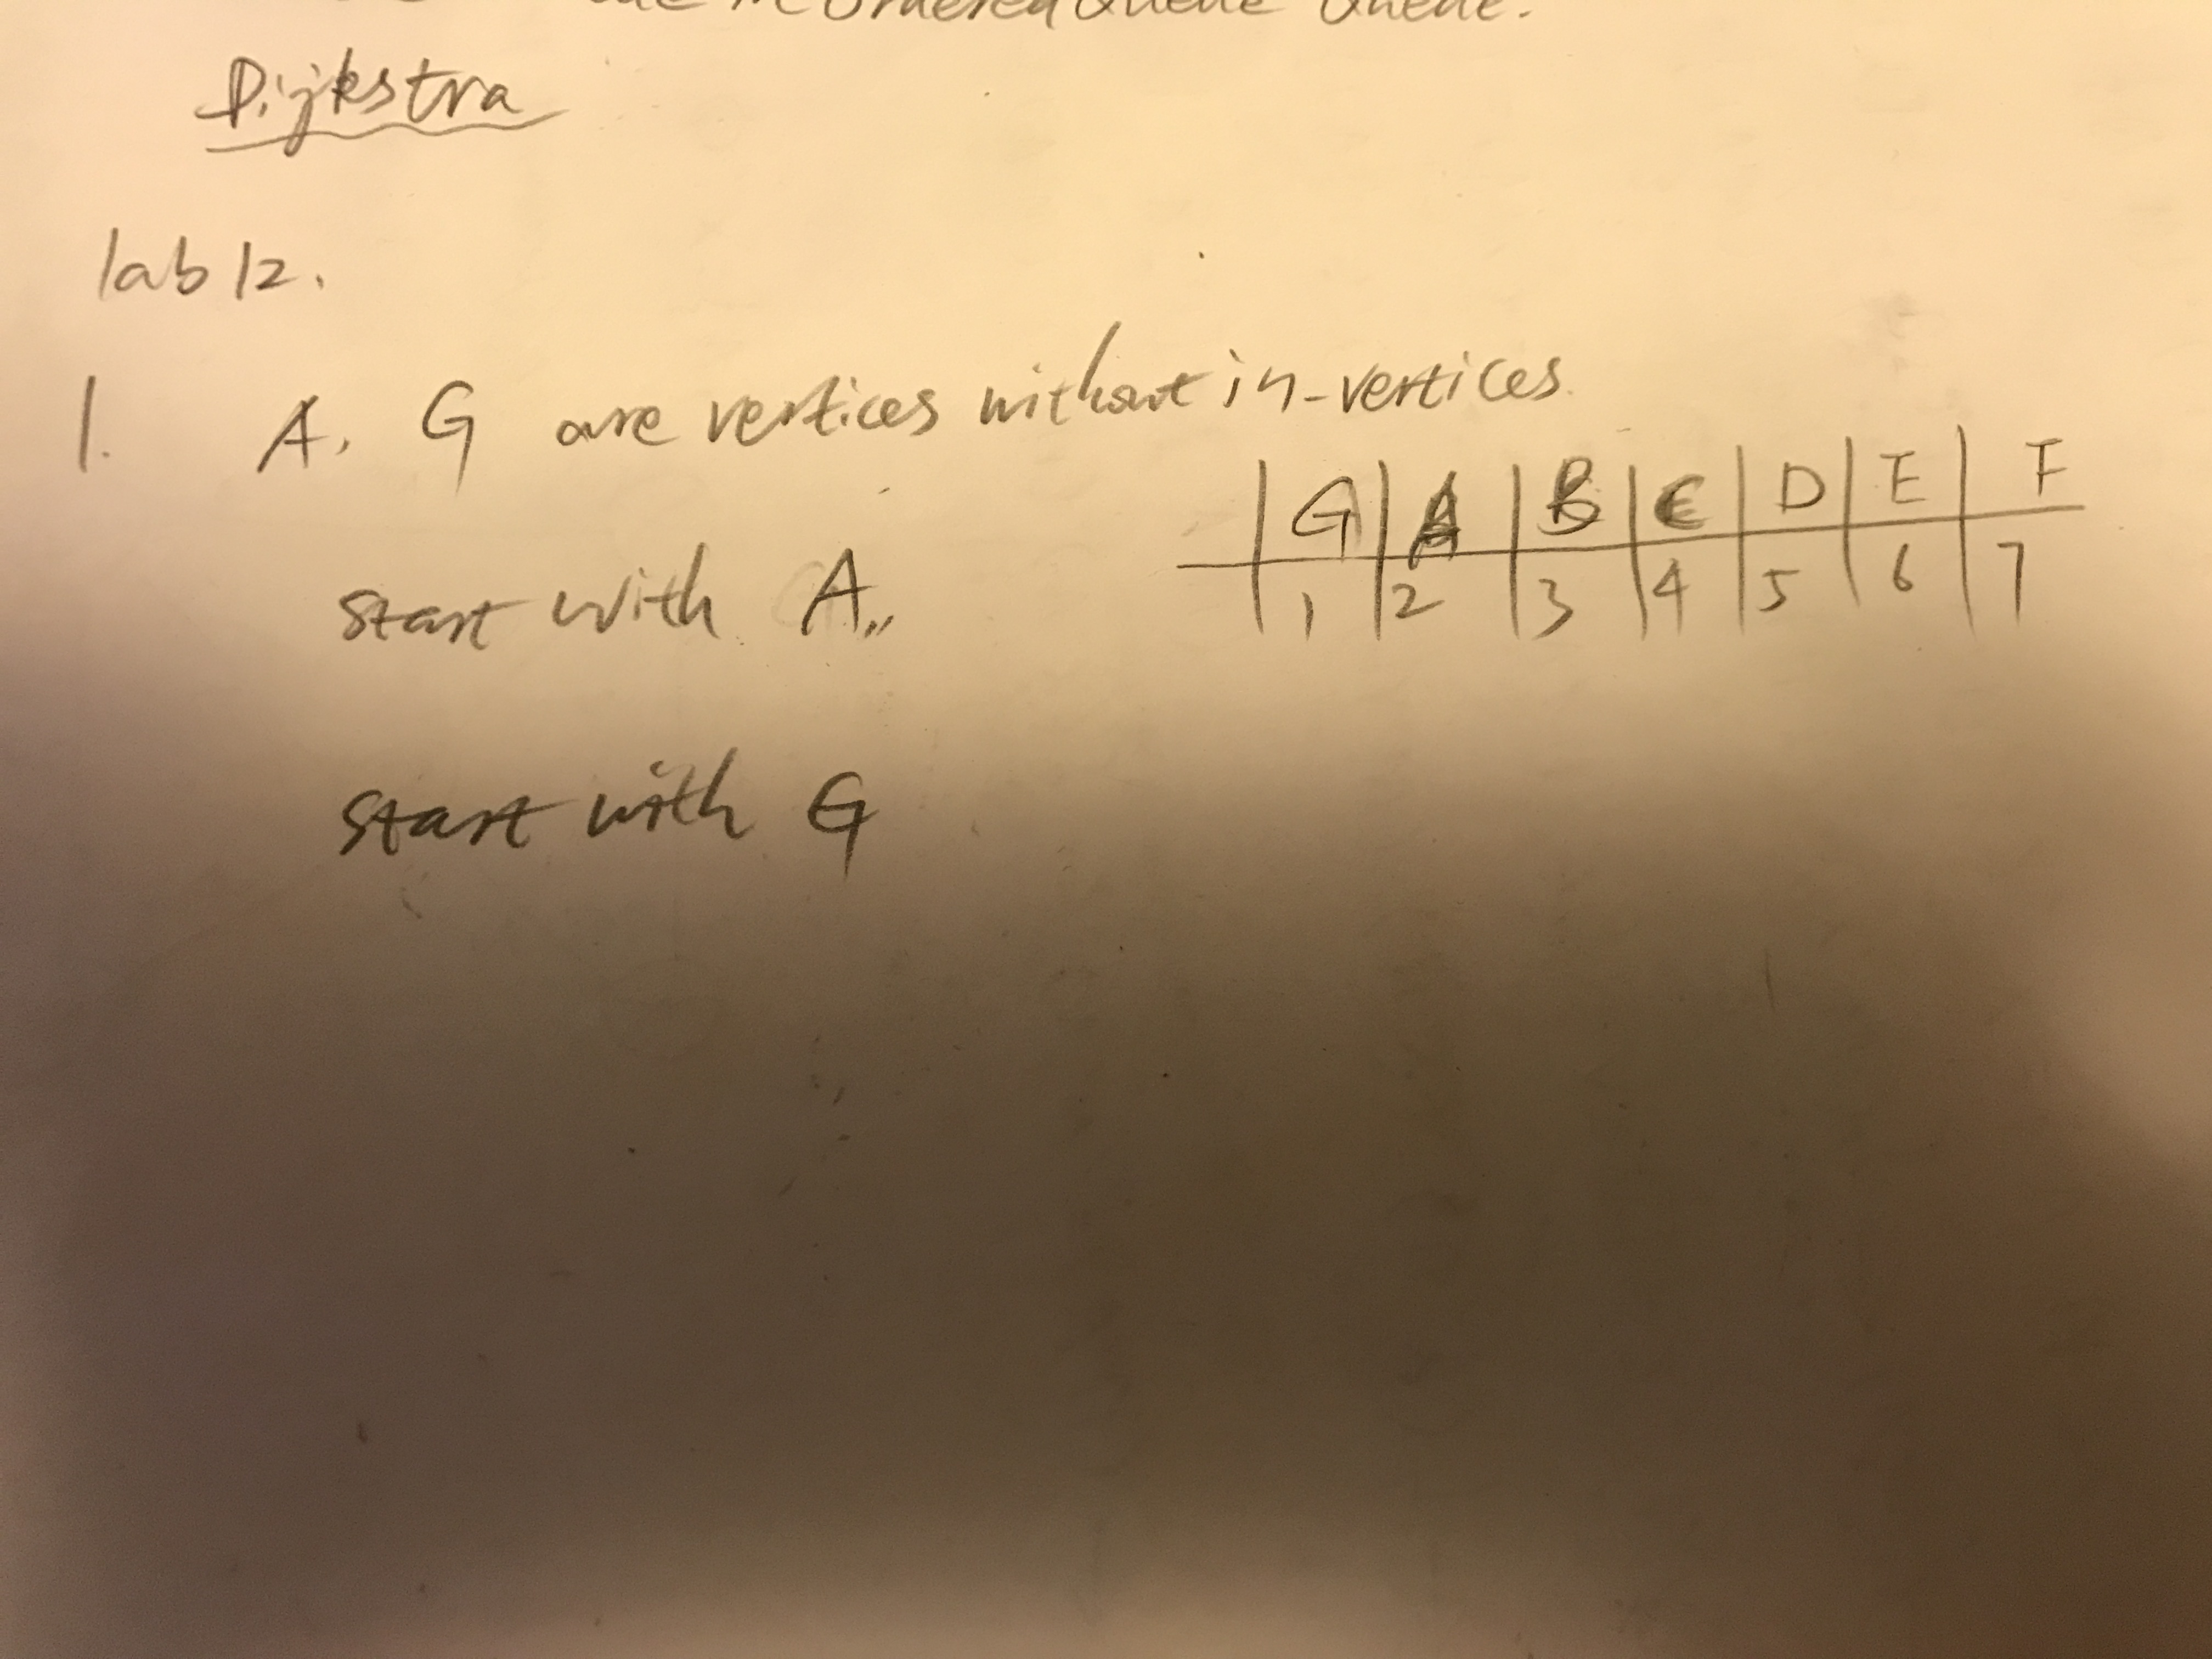 Dijkstra
lab 12.
1. A, G are vertices without in-vertices
start with A,,
G A B C D E F
1 2 3 4 5 6 7
start with G